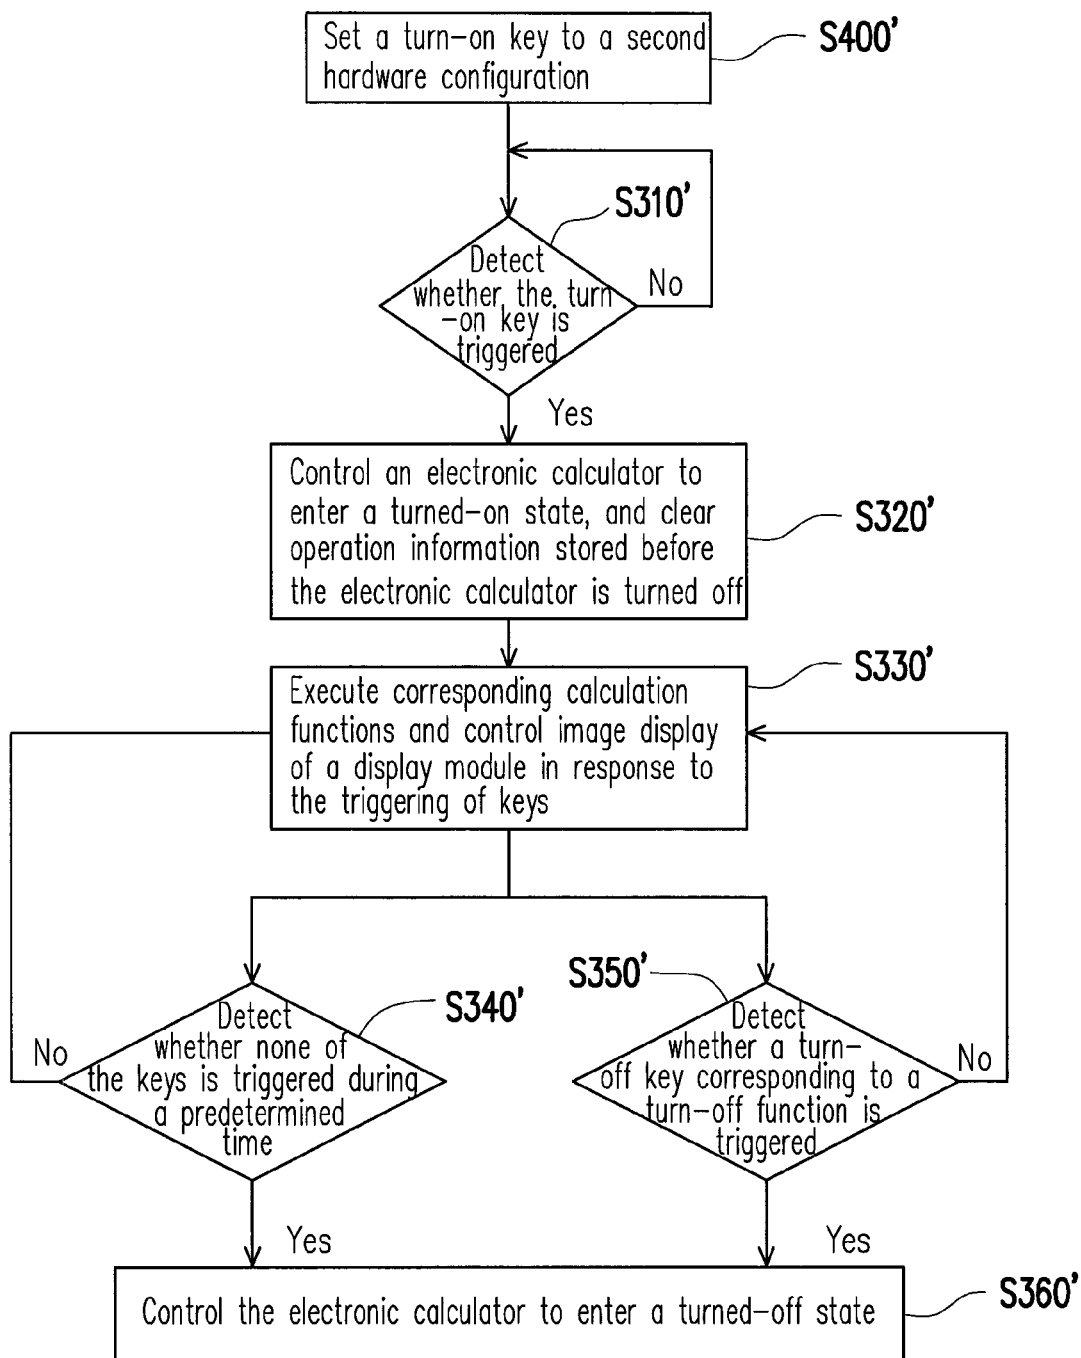 Set a turn-on key to a second
hardware configuration
S400'
S310'
Detect
whether the turn
-on key is
triggered
No
Yes
Control an electronic calculator to
enter a turned-on state, and clear
operation information stored before
the electronic calculator is turned off
S320'
S330'
Execute corresponding calculation
functions and control image display
of a display module in response to
the triggering of keys
S340'
Detect
whether none of
the keys is triggered during
a predetermined
time
No
Yes
S350'
Detect
whether a turn-
off key corresponding to a
turn-off function is
triggered
No
Yes
Control the electronic calculator to enter a turned-off state
S360'